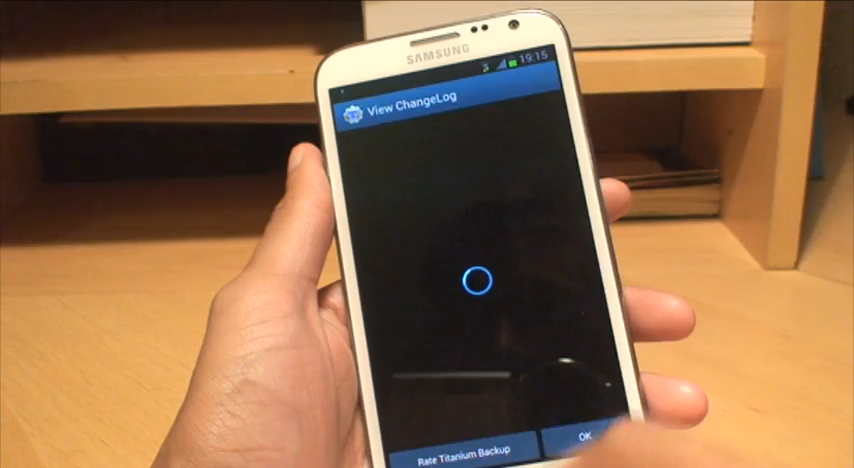 SAMSUNG
19:15
View ChangeLog
Rate Titanium Backup
OK